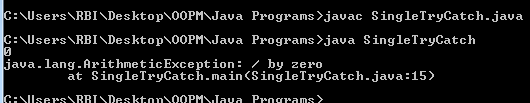 C:\Users\RBI\Desktop\OOPM\Java Programs>javac SingleTryCatch.java
C:\Users\RBI\Desktop\OOPM\Java Programs>java SingleTryCatch
0
java.lang.ArithmeticException: / by zero
        at SingleTryCatch.main(SingleTryCatch.java:15)
C:\Users\RBI\Desktop\OOPM\Java Programs>